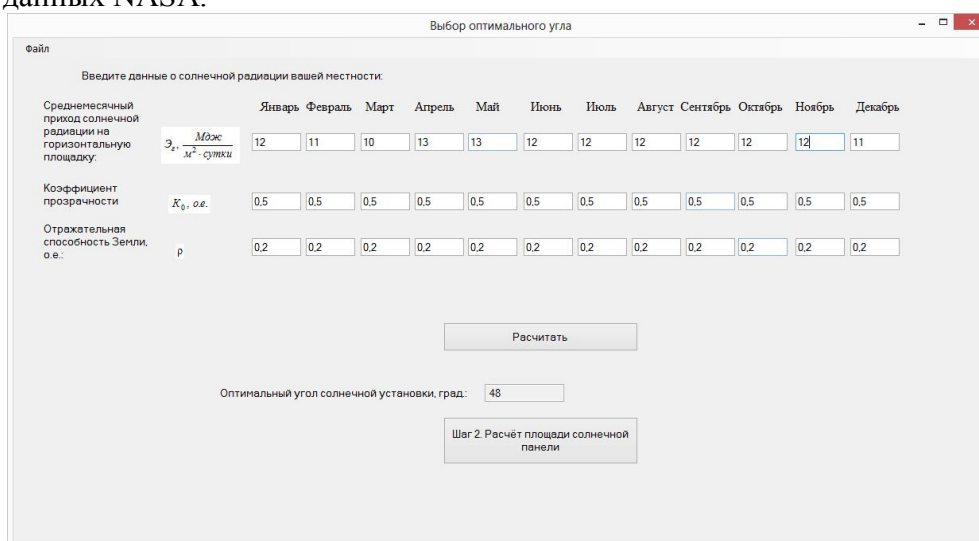 данных NASA.
Выбор оптимального угла
Файл
Введите данные о солнечной радиации вашей местности:
Январь Февраль Март Апрель Май Июнь Июль Август Сентябрь Октябрь Ноябрь Декабрь
Среднемесячный
приход солнечной
радиации на
горизонтальную
площадку:
Э_г, Мдж / м² · сутки
12 11 10 13 13 12 12 12 12 12 12 11
Коэффициент
прозрачности
K₀, о.е.
0,5 0,5 0,5 0,5 0,5 0,5 0,5 0,5 0,5 0,5 0,5 0,5
Отражательная
способность Земли,
о.е.:
ρ
0,2 0,2 0,2 0,2 0,2 0,2 0,2 0,2 0,2 0,2 0,2 0,2
Расчитать
Оптимальный угол солнечной установки, град.: 48
Шаг 2. Расчёт площади солнечной
панели